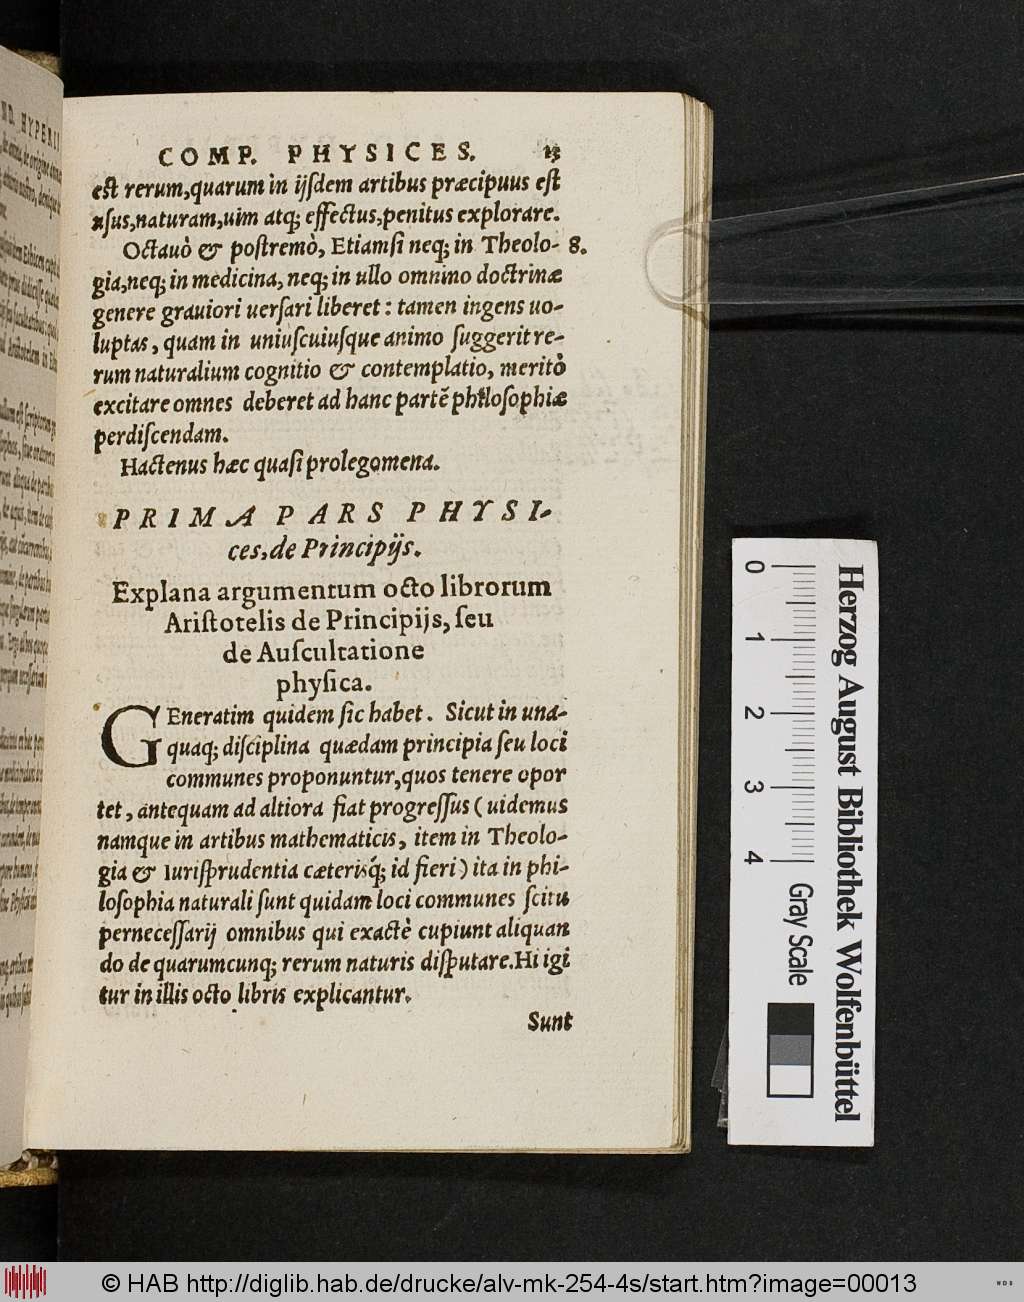 COMP. PHYSICES. 13
est rerum,quarum in ijſdem artibus præcipuus eſt
uſus,naturam,uim atq; effectus,penitus explorare.
Octauò & poſtremò, Etiamſi neq; in Theolo- 8.
gia,neq; in medicina, neq; in ullo omnino doctrinæ
genere grauiori uerſari liberet : tamen ingens uo-
luptas, quam in uniuſcuiuſque animo ſuggerit re-
rum naturalium cognitio & contemplatio, meritò
excitare omnes deberet ad hanc partẽ philoſophiæ
perdiſcendam.
Hactenus hæc quaſi prolegomena.
PRIMA PARS PHYSI-
ces,de Principijs.
Explana argumentum octo librorum
Ariſtotelis de Principijs, ſeu
de Auſcultatione
phyſica.
GEneratim quidem ſic habet. Sicut in una-
quaq; diſciplina quædam principia ſeu loci
communes proponuntur,quos tenere opor
tet, antequam ad altiora fiat progreſſus (uidemus
namque in artibus mathematicis, item in Theolo-
gia & Iuriſprudentia cæterisq́; id fieri) ita in phi-
loſophia naturali ſunt quidam loci communes ſcitu
perneceſſarij omnibus qui exactè cupiunt aliquan
do de quarumcunq; rerum naturis diſputare.Hi igi
tur in illis octo libris explicantur.
Sunt
0 1 2 3 4
Gray Scale
Herzog August Bibliothek Wolfenbüttel
© HAB http://diglib.hab.de/drucke/alv-mk-254-4s/start.htm?image=00013